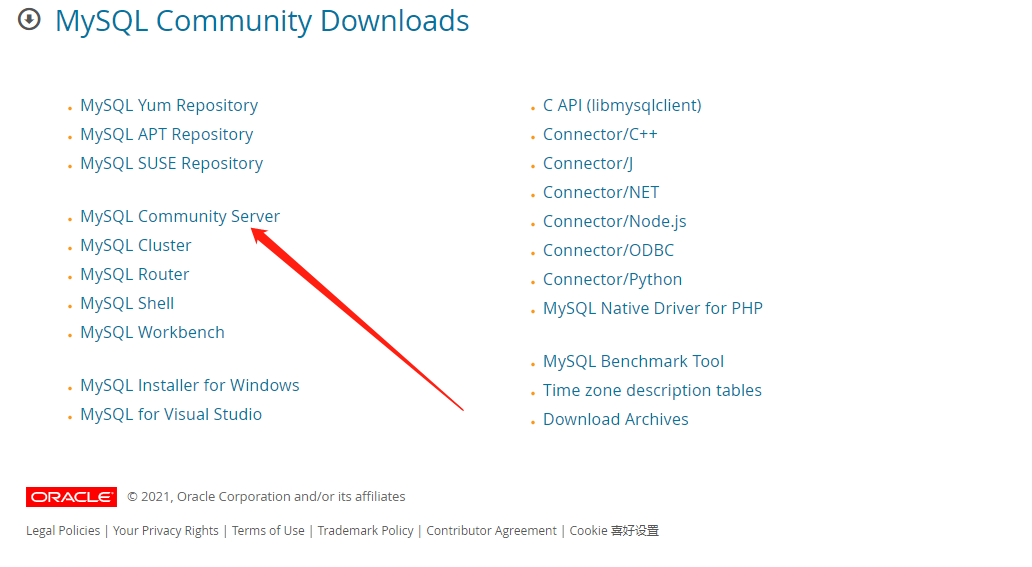 MySQL Community Downloads
MySQL Yum Repository
MySQL APT Repository
MySQL SUSE Repository
MySQL Community Server
MySQL Cluster
MySQL Router
MySQL Shell
MySQL Workbench
MySQL Installer for Windows
MySQL for Visual Studio
C API (libmysqlclient)
Connector/C++
Connector/J
Connector/NET
Connector/Node.js
Connector/ODBC
Connector/Python
MySQL Native Driver for PHP
MySQL Benchmark Tool
Time zone description tables
Download Archives
ORACLE © 2021, Oracle Corporation and/or its affiliates
Legal Policies | Your Privacy Rights | Terms of Use | Trademark Policy | Contributor Agreement | Cookie 喜好设置